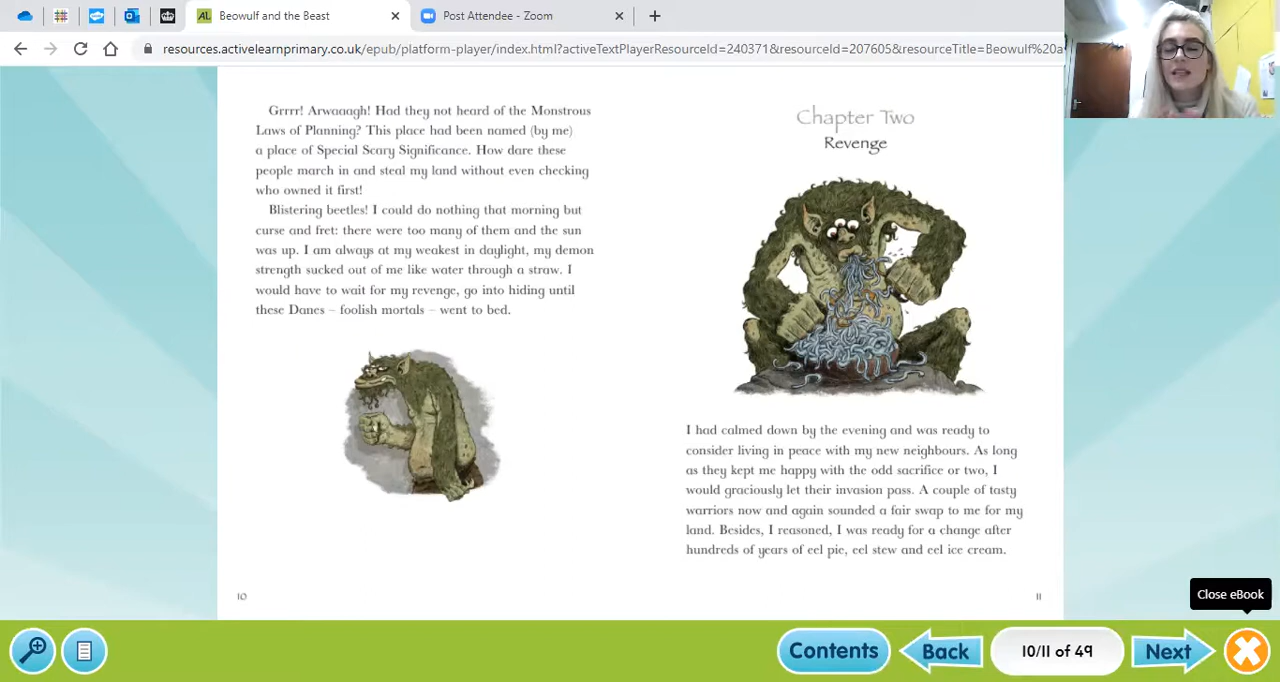 AL Beowulf and the Beast
Post Attendee - Zoom
resources.activelearnprimary.co.uk/epub/platform-player/index.html?activeTextPlayerResourceId=240371&resourceId=207605&resourceTitle=Beowulf%20a
Grrrr! Arwaaagh! Had they not heard of the Monstrous
Laws of Planning? This place had been named (by me)
a place of Special Scary Significance. How dare these
people march in and steal my land without even checking
who owned it first!
Blistering beetles! I could do nothing that morning but
curse and fret: there were too many of them and the sun
was up. I am always at my weakest in daylight, my demon
strength sucked out of me like water through a straw. I
would have to wait for my revenge, go into hiding until
these Danes – foolish mortals – went to bed.
10
Chapter Two
Revenge
I had calmed down by the evening and was ready to
consider living in peace with my new neighbours. As long
as they kept me happy with the odd sacrifice or two, I
would graciously let their invasion pass. A couple of tasty
warriors now and again sounded a fair swap to me for my
land. Besides, I reasoned, I was ready for a change after
hundreds of years of eel pie, eel stew and eel ice cream.
11
Close eBook
Contents
Back
10/11 of 49
Next